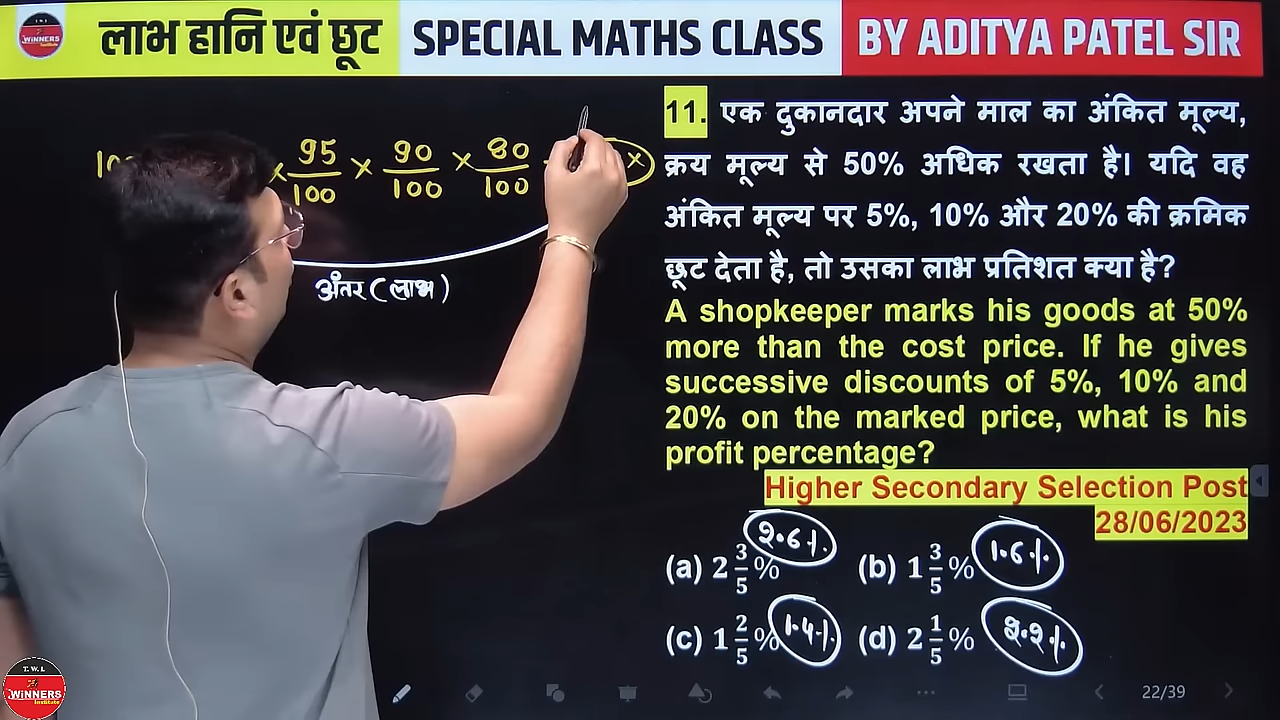 लाभ हानि एवं छूट SPECIAL MATHS CLASS BY ADITYA PATEL SIR
T.W.I.
WiNNERS
Institute
× 95/100 × 90/100 × 80/100 ×
अंतर (लाभ)
11. एक दुकानदार अपने माल का अंकित मूल्य,
क्रय मूल्य से 50% अधिक रखता है। यदि वह
अंकित मूल्य पर 5%, 10% और 20% की क्रमिक
छूट देता है, तो उसका लाभ प्रतिशत क्या है?
A shopkeeper marks his goods at 50%
more than the cost price. If he gives
successive discounts of 5%, 10% and
20% on the marked price, what is his
profit percentage?
Higher Secondary Selection Post
28/06/2023
(a) 2 3/5 % 2.6% (b) 1 3/5 % 1.6%
(c) 1 2/5 % 1.4% (d) 2 1/5 % 2.2%
T.W.I.
WiNNERS
Institute
22/39